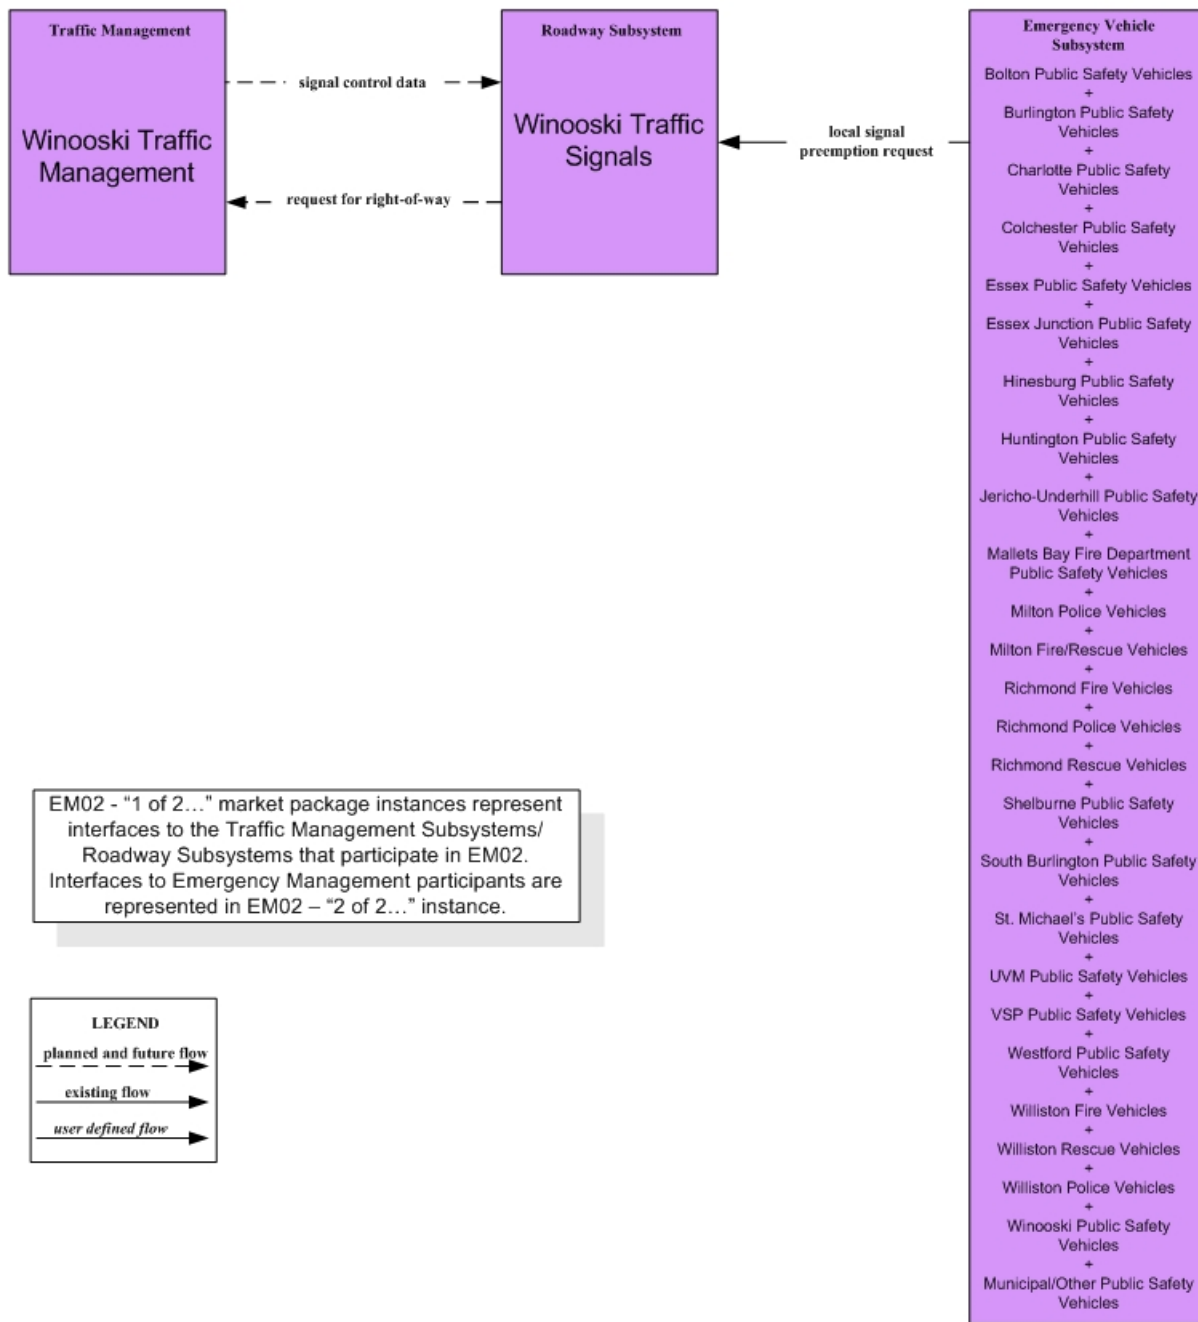 Traffic Management
Winooski Traffic
Management
signal control data
request for right-of-way
Roadway Subsystem
Winooski Traffic
Signals
local signal
preemption request
Emergency Vehicle
Subsystem
Bolton Public Safety Vehicles
+
Burlington Public Safety
Vehicles
+
Charlotte Public Safety
Vehicles
+
Colchester Public Safety
Vehicles
+
Essex Public Safety Vehicles
+
Essex Junction Public Safety
Vehicles
+
Hinesburg Public Safety
Vehicles
+
Huntington Public Safety
Vehicles
+
Jericho-Underhill Public Safety
Vehicles
+
Mallets Bay Fire Department
Public Safety Vehicles
+
Milton Police Vehicles
+
Milton Fire/Rescue Vehicles
+
Richmond Fire Vehicles
+
Richmond Police Vehicles
+
Richmond Rescue Vehicles
+
Shelburne Public Safety
Vehicles
+
South Burlington Public Safety
Vehicles
+
St. Michael's Public Safety
Vehicles
+
UVM Public Safety Vehicles
+
VSP Public Safety Vehicles
+
Westford Public Safety
Vehicles
+
Williston Fire Vehicles
+
Williston Rescue Vehicles
+
Williston Police Vehicles
+
Winooski Public Safety
Vehicles
+
Municipal/Other Public Safety
Vehicles
EM02 - “1 of 2…” market package instances represent
interfaces to the Traffic Management Subsystems/
Roadway Subsystems that participate in EM02.
Interfaces to Emergency Management participants are
represented in EM02 – “2 of 2…” instance.
LEGEND
planned and future flow
existing flow
user defined flow